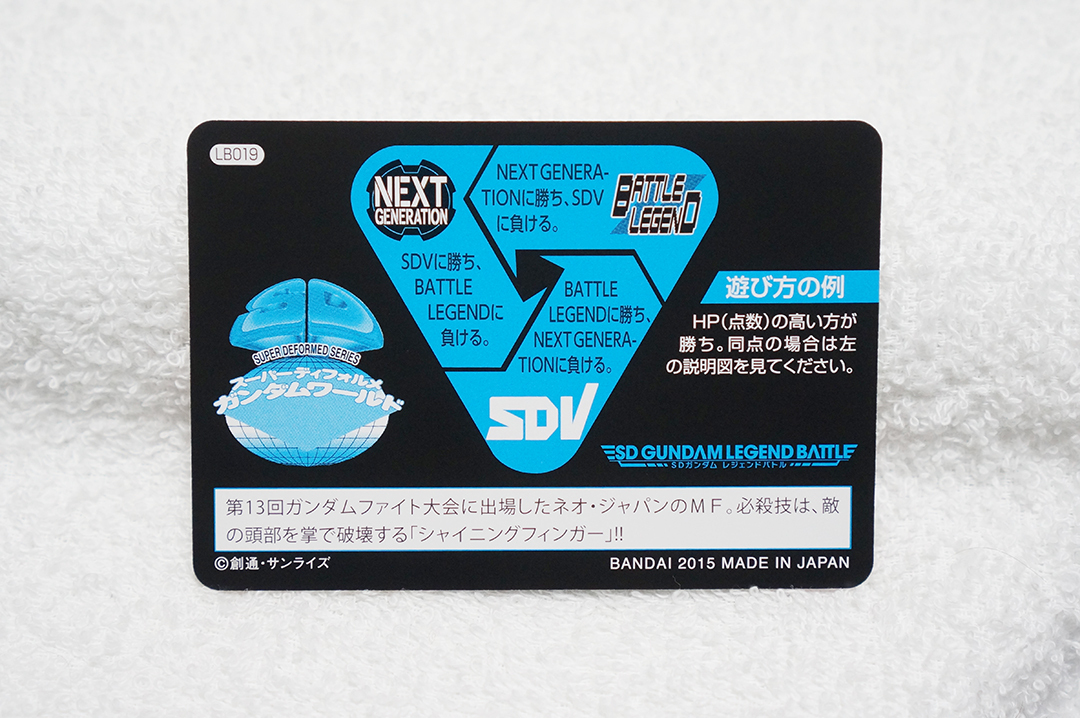 LB019
NEXT
GENERATION
NEXT GENERA-
TIONに勝ち、SDV
に負ける。
BATTLE
LEGEND
SDVに勝ち、
BATTLE
LEGENDに
負ける。
BATTLE
LEGENDに勝ち、
NEXT GENERA-
TIONに負ける。
SDV
遊び方の例
HP(点数)の高い方が
勝ち。同点の場合は左
の説明図を見てください。
SUPER DEFORMED SERIES
スーパーディフォルメ
ガンダムワールド
SD GUNDAM LEGEND BATTLE
SDガンダム レジェンドバトル
第13回ガンダムファイト大会に出場したネオ・ジャパンのMF。必殺技は、敵
の頭部を掌で破壊する「シャイニングフィンガー」!!
©創通・サンライズ
BANDAI 2015 MADE IN JAPAN